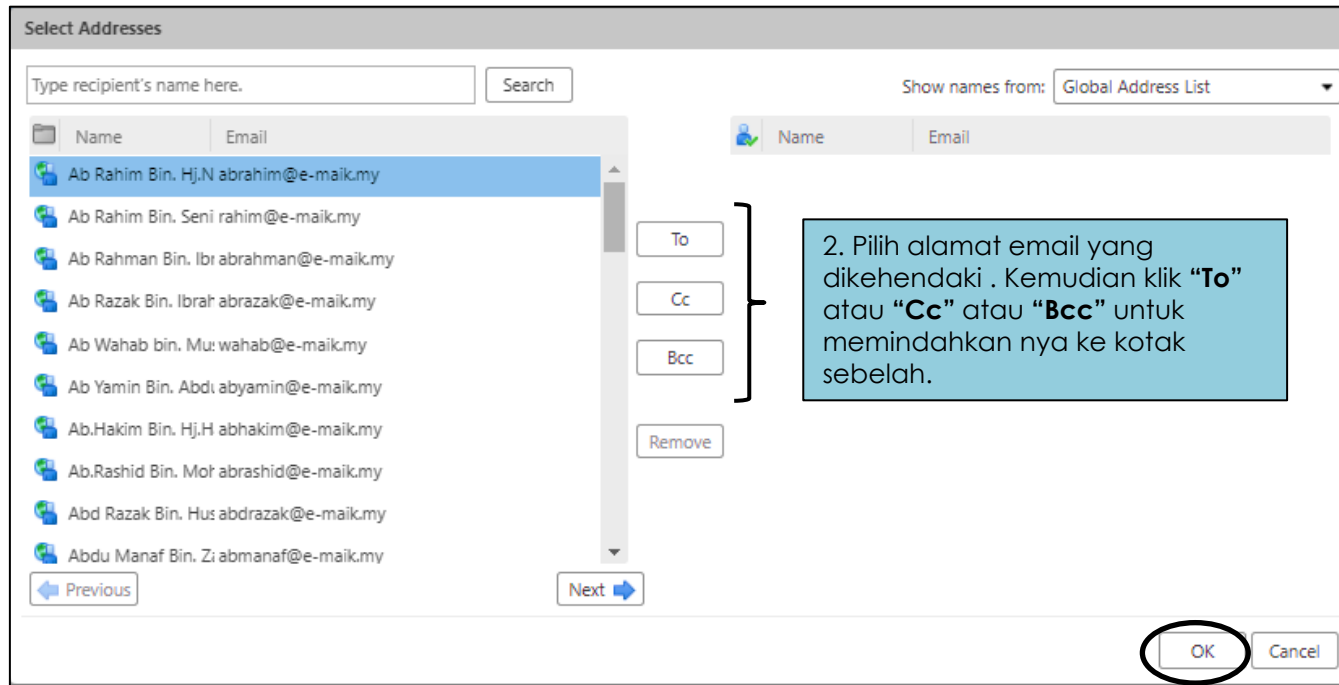 Select Addresses
Type recipient's name here. Search Show names from: Global Address List
Name Email Name Email
Ab Rahim Bin. Hj.N abrahim@e-maik.my
Ab Rahim Bin. Seni rahim@e-maik.my
Ab Rahman Bin. Ibr abrahman@e-maik.my
Ab Razak Bin. Ibrah abrazak@e-maik.my
Ab Wahab bin. Mu: wahab@e-maik.my
Ab Yamin Bin. Abdu abyamin@e-maik.my
Ab.Hakim Bin. Hj.H abhakim@e-maik.my
Ab.Rashid Bin. Moh abrashid@e-maik.my
Abd Razak Bin. Hus abdrazak@e-maik.my
Abdu Manaf Bin. Za abmanaf@e-maik.my
To
Cc
Bcc
Remove
2. Pilih alamat email yang
dikehendaki . Kemudian klik “To”
atau “Cc” atau “Bcc” untuk
memindahkan nya ke kotak
sebelah.
Previous Next
OK Cancel